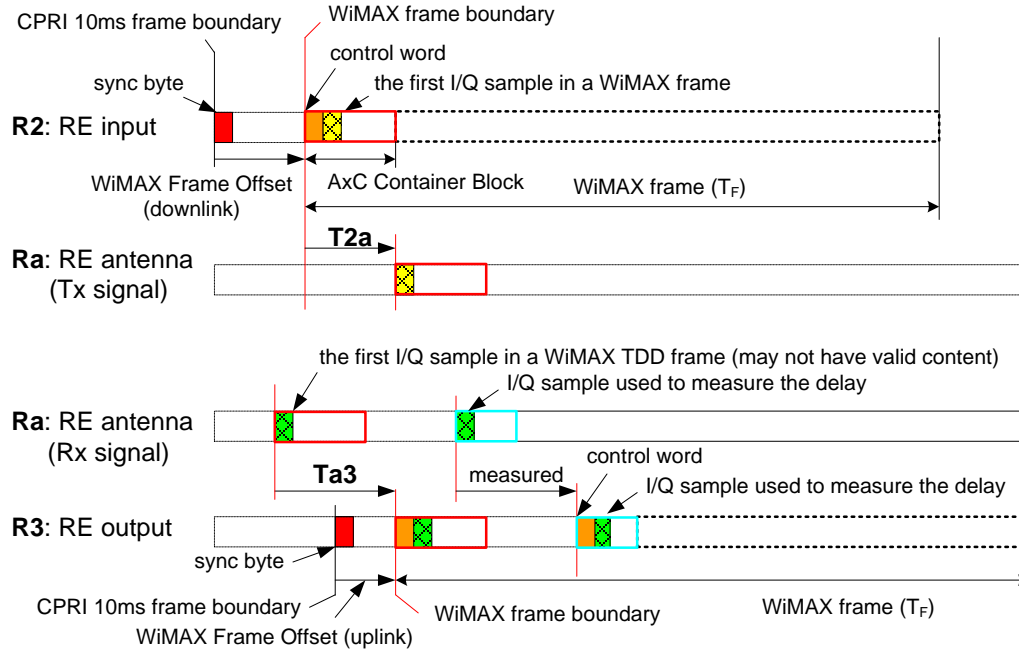 CPRI 10ms frame boundary
WiMAX frame boundary
control word
sync byte
the first I/Q sample in a WiMAX frame
R2: RE input
WiMAX Frame Offset
(downlink)
AxC Container Block
WiMAX frame (TF)
T2a
Ra: RE antenna
(Tx signal)
the first I/Q sample in a WiMAX TDD frame (may not have valid content)
I/Q sample used to measure the delay
Ra: RE antenna
(Rx signal)
control word
Ta3
measured
I/Q sample used to measure the delay
R3: RE output
sync byte
CPRI 10ms frame boundary
WiMAX frame boundary
WiMAX frame (TF)
WiMAX Frame Offset (uplink)